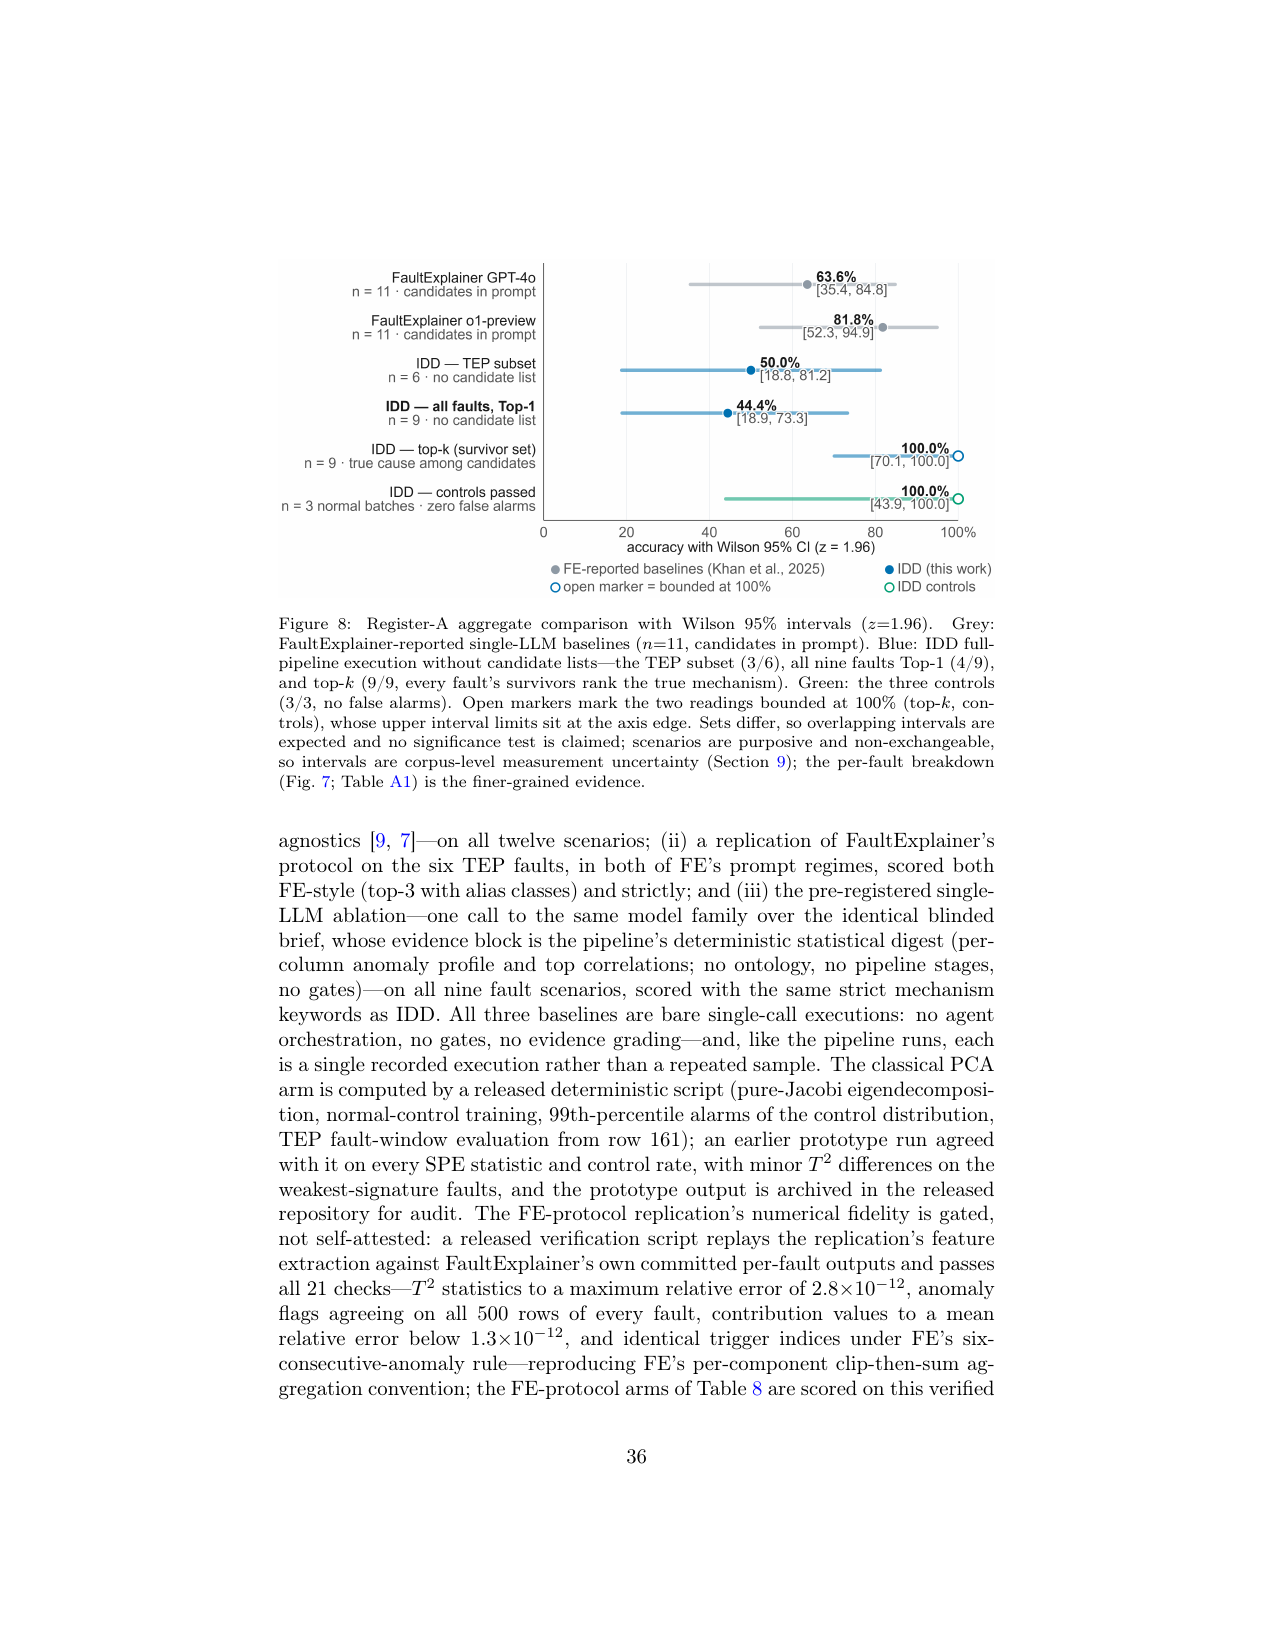 FaultExplainer GPT-4o
n = 11 · candidates in prompt
63.6%
[35.4, 84.8]
FaultExplainer o1-preview
n = 11 · candidates in prompt
81.8%
[52.3, 94.9]
IDD — TEP subset
n = 6 · no candidate list
50.0%
[18.8, 81.2]
IDD — all faults, Top-1
n = 9 · no candidate list
44.4%
[18.9, 73.3]
IDD — top-k (survivor set)
n = 9 · true cause among candidates
100.0%
[70.1, 100.0]
IDD — controls passed
n = 3 normal batches · zero false alarms
100.0%
[43.9, 100.0]
0 20 40 60 80 100%
accuracy with Wilson 95% CI (z = 1.96)
FE-reported baselines (Khan et al., 2025) IDD (this work)
open marker = bounded at 100% IDD controls
Figure 8: Register-A aggregate comparison with Wilson 95% intervals (z=1.96). Grey:
FaultExplainer-reported single-LLM baselines (n=11, candidates in prompt). Blue: IDD full-
pipeline execution without candidate lists—the TEP subset (3/6), all nine faults Top-1 (4/9),
and top-k (9/9, every fault's survivors rank the true mechanism). Green: the three controls
(3/3, no false alarms). Open markers mark the two readings bounded at 100% (top-k, con-
trols), whose upper interval limits sit at the axis edge. Sets differ, so overlapping intervals are
expected and no significance test is claimed; scenarios are purposive and non-exchangeable,
so intervals are corpus-level measurement uncertainty (Section 9); the per-fault breakdown
(Fig. 7; Table A1) is the finer-grained evidence.
agnostics [9, 7]—on all twelve scenarios; (ii) a replication of FaultExplainer's
protocol on the six TEP faults, in both of FE's prompt regimes, scored both
FE-style (top-3 with alias classes) and strictly; and (iii) the pre-registered single-
LLM ablation—one call to the same model family over the identical blinded
brief, whose evidence block is the pipeline's deterministic statistical digest (per-
column anomaly profile and top correlations; no ontology, no pipeline stages,
no gates)—on all nine fault scenarios, scored with the same strict mechanism
keywords as IDD. All three baselines are bare single-call executions: no agent
orchestration, no gates, no evidence grading—and, like the pipeline runs, each
is a single recorded execution rather than a repeated sample. The classical PCA
arm is computed by a released deterministic script (pure-Jacobi eigendecomposi-
tion, normal-control training, 99th-percentile alarms of the control distribution,
TEP fault-window evaluation from row 161); an earlier prototype run agreed
with it on every SPE statistic and control rate, with minor T² differences on the
weakest-signature faults, and the prototype output is archived in the released
repository for audit. The FE-protocol replication's numerical fidelity is gated,
not self-attested: a released verification script replays the replication's feature
extraction against FaultExplainer's own committed per-fault outputs and passes
all 21 checks—T² statistics to a maximum relative error of 2.8×10⁻¹², anomaly
flags agreeing on all 500 rows of every fault, contribution values to a mean
relative error below 1.3×10⁻¹², and identical trigger indices under FE's six-
consecutive-anomaly rule—reproducing FE's per-component clip-then-sum ag-
gregation convention; the FE-protocol arms of Table 8 are scored on this verified
36